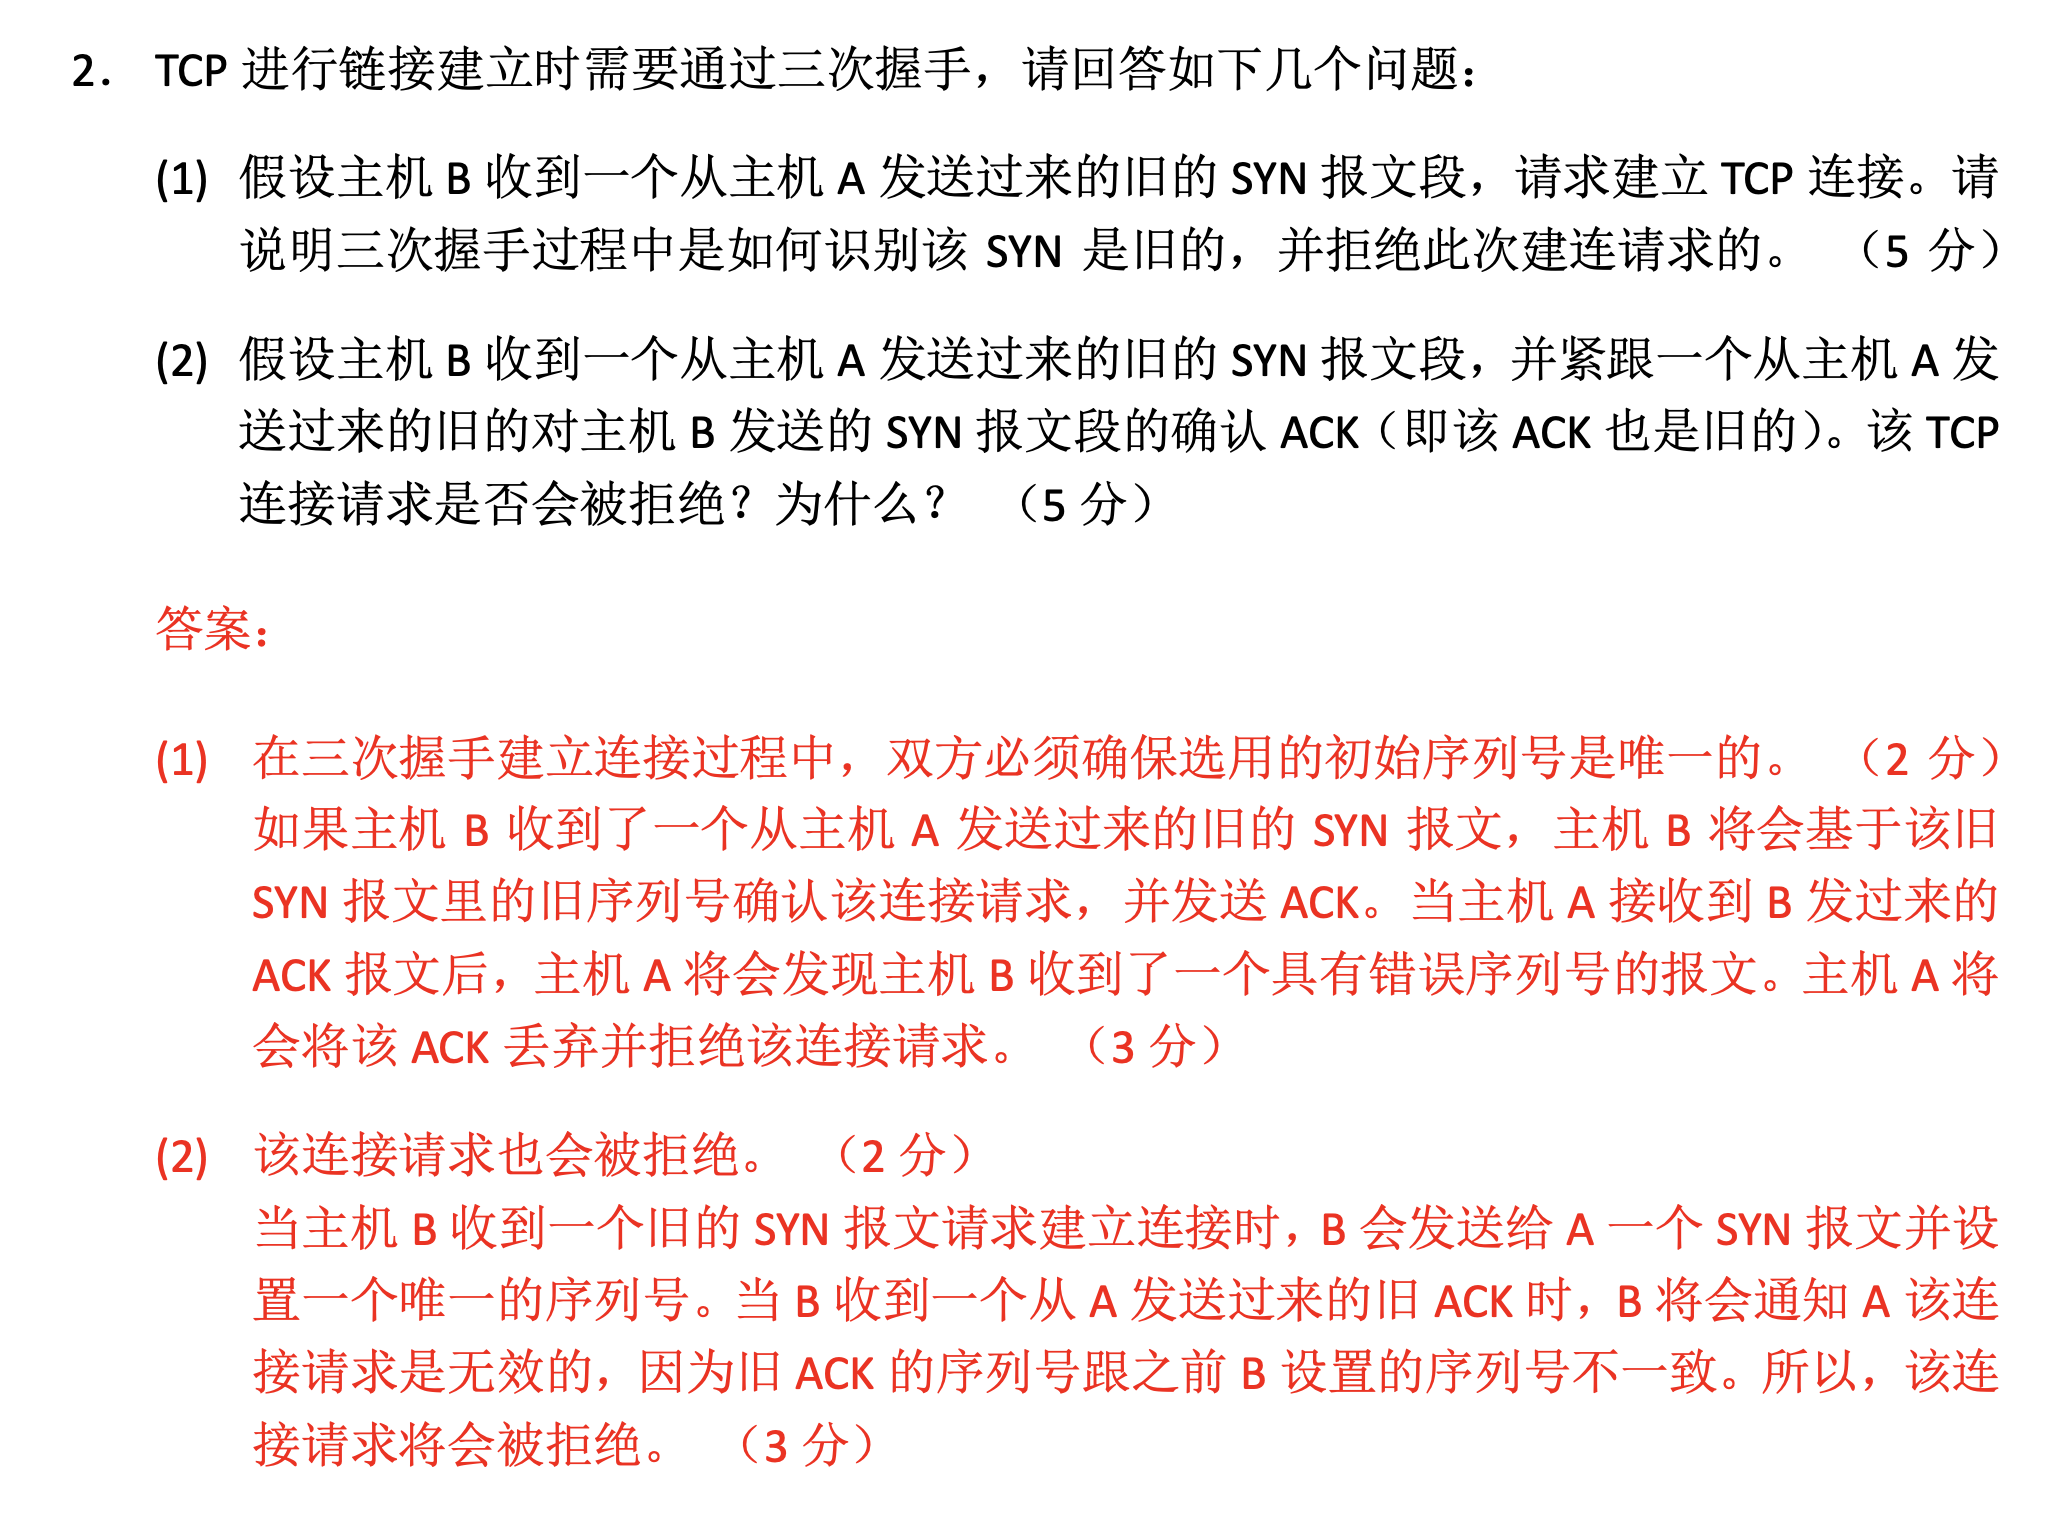 2. TCP 进行链接建立时需要通过三次握手，请回答如下几个问题：
(1) 假设主机 B 收到一个从主机 A 发送过来的旧的 SYN 报文段，请求建立 TCP 连接。请
说明三次握手过程中是如何识别该 SYN 是旧的，并拒绝此次建连请求的。 （5 分）
(2) 假设主机 B 收到一个从主机 A 发送过来的旧的 SYN 报文段，并紧跟一个从主机 A 发
送过来的旧的对主机 B 发送的 SYN 报文段的确认 ACK（即该 ACK 也是旧的）。该 TCP
连接请求是否会被拒绝？为什么？ （5 分）
答案：
(1) 在三次握手建立连接过程中，双方必须确保选用的初始序列号是唯一的。 （2 分）
如果主机 B 收到了一个从主机 A 发送过来的旧的 SYN 报文，主机 B 将会基于该旧
SYN 报文里的旧序列号确认该连接请求，并发送 ACK。当主机 A 接收到 B 发过来的
ACK 报文后，主机 A 将会发现主机 B 收到了一个具有错误序列号的报文。主机 A 将
会将该 ACK 丢弃并拒绝该连接请求。 （3 分）
(2) 该连接请求也会被拒绝。 （2 分）
当主机 B 收到一个旧的 SYN 报文请求建立连接时，B 会发送给 A 一个 SYN 报文并设
置一个唯一的序列号。当 B 收到一个从 A 发送过来的旧 ACK 时，B 将会通知 A 该连
接请求是无效的，因为旧 ACK 的序列号跟之前 B 设置的序列号不一致。所以，该连
接请求将会被拒绝。 （3 分）